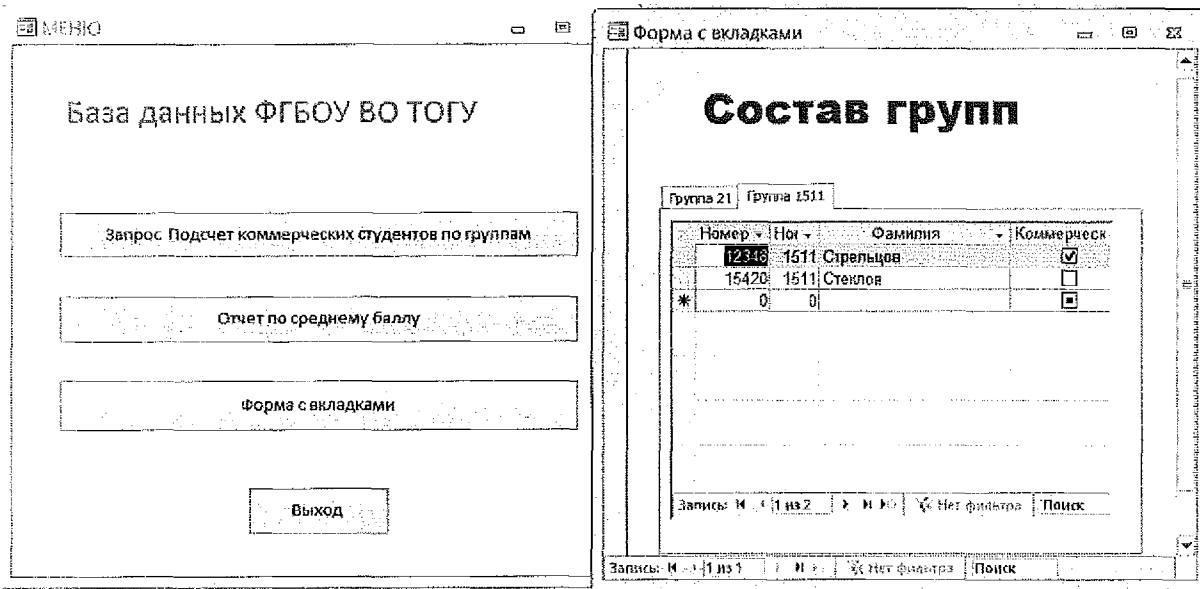 МЕНЮ
База данных ФГБОУ ВО ТОГУ
Запрос Подсчет коммерческих студентов по группам
Отчет по среднему баллу
Форма с вкладками
Выход
Форма с вкладками
Состав групп
Группа 21 Группа 1511
Номер Ног Фамилия Коммерческ
12346 1511 Стрельцов
15420 1511 Стеклов
* 0 0
Запись: 1 из 2 Нет фильтра Поиск
Запись: 1 из 1 Нет фильтра Поиск